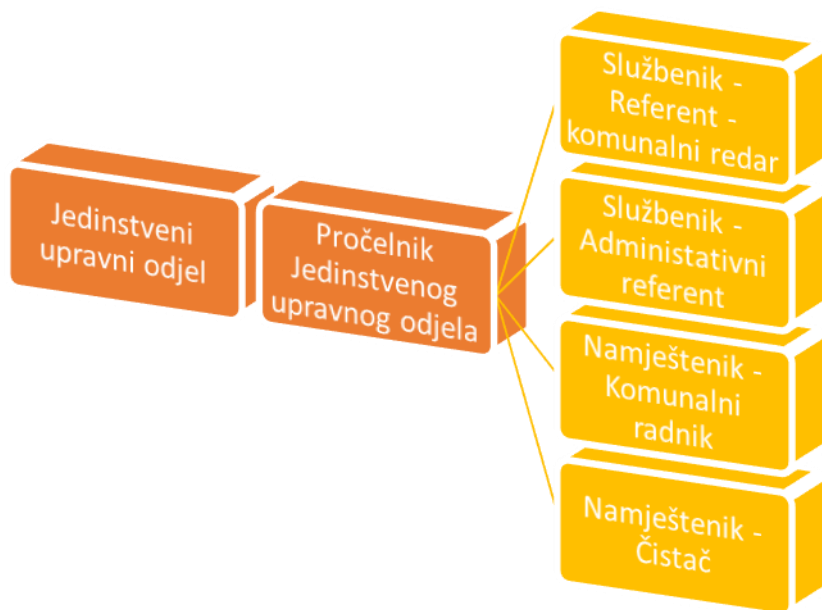 Jedinstveni
upravni odjel
Pročelnik
Jedinstvenog
upravnog odjela
Službenik -
Referent -
komunalni redar
Službenik -
Administativni
referent
Namještenik -
Komunalni
radnik
Namještenik -
Čistač